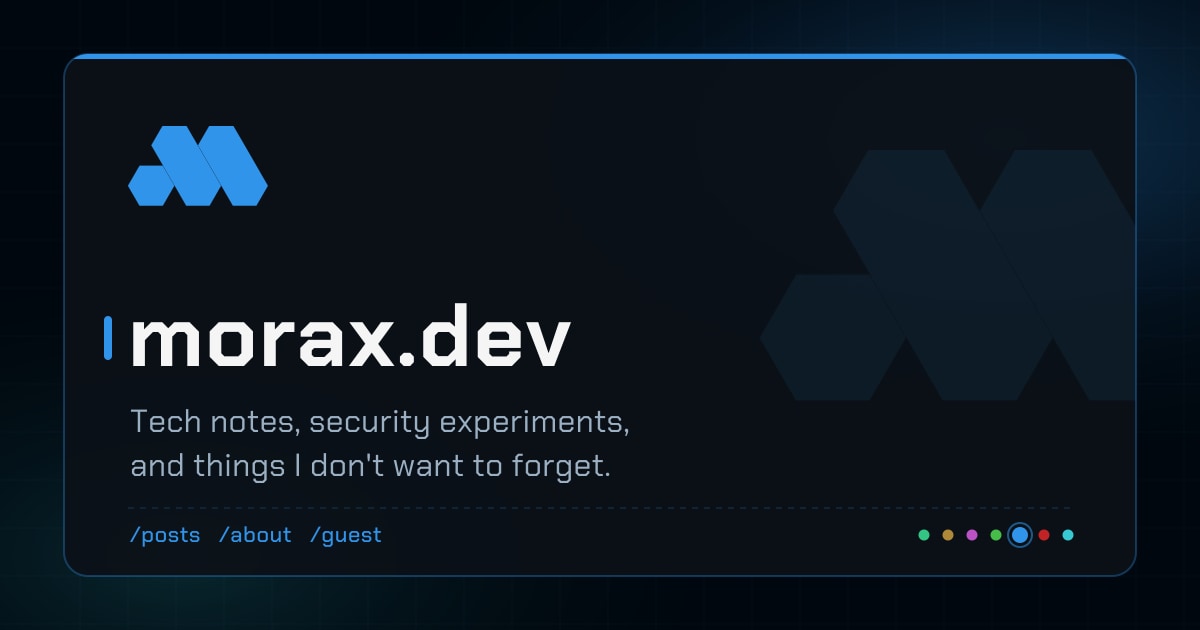 morax.dev
Tech notes, security experiments,
and things I don't want to forget.
/posts /about /guest